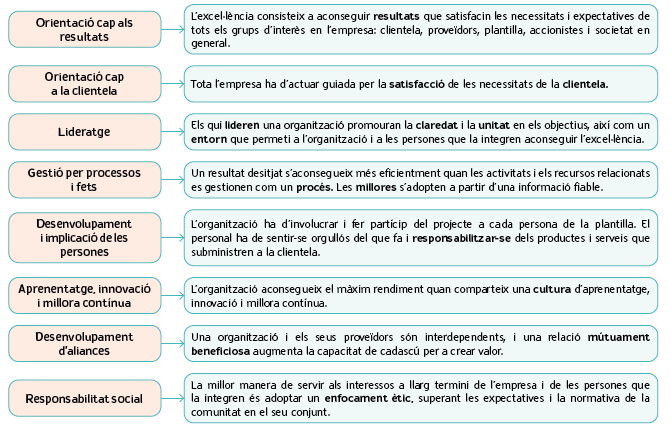 Orientació cap als
resultats
L'excel·lència consisteix a aconseguir resultats que satisfacin les necessitats i expectatives de
tots els grups d'interès en l'empresa: clientela, proveïdors, plantilla, accionistes i societat en
general.
Orientació cap
a la clientela
Tota l'empresa ha d'actuar guiada per la satisfacció de les necessitats de la clientela.
Lideratge
Els qui lideren una organització promouran la claredat i la unitat en els objectius, així com un
entorn que permeti a l'organització i a les persones que la integren aconseguir l'excel·lència.
Gestió per processos
i fets
Un resultat desitjat s'aconsegueix més eficientment quan les activitats i els recursos relacionats
es gestionen com un procés. Les millores s'adopten a partir d'una informació fiable.
Desenvolupament
i implicació de les
persones
L'organització ha d'involucrar i fer partícip del projecte a cada persona de la plantilla. El
personal ha de sentir-se orgullós del que fa i responsabilitzar-se dels productes i serveis que
subministren a la clientela.
Aprenentatge, innovació
i millora contínua
L'organització aconsegueix el màxim rendiment quan comparteix una cultura d'aprenentatge,
innovació i millora contínua.
Desenvolupament
d'aliances
Una organització i els seus proveïdors són interdependents, i una relació mútuament
beneficiosa augmenta la capacitat de cadascú per a crear valor.
Responsabilitat social
La millor manera de servir als interessos a llarg termini de l'empresa i de les persones que
la integren és adoptar un enfocament ètic, superant les expectatives i la normativa de la
comunitat en el seu conjunt.